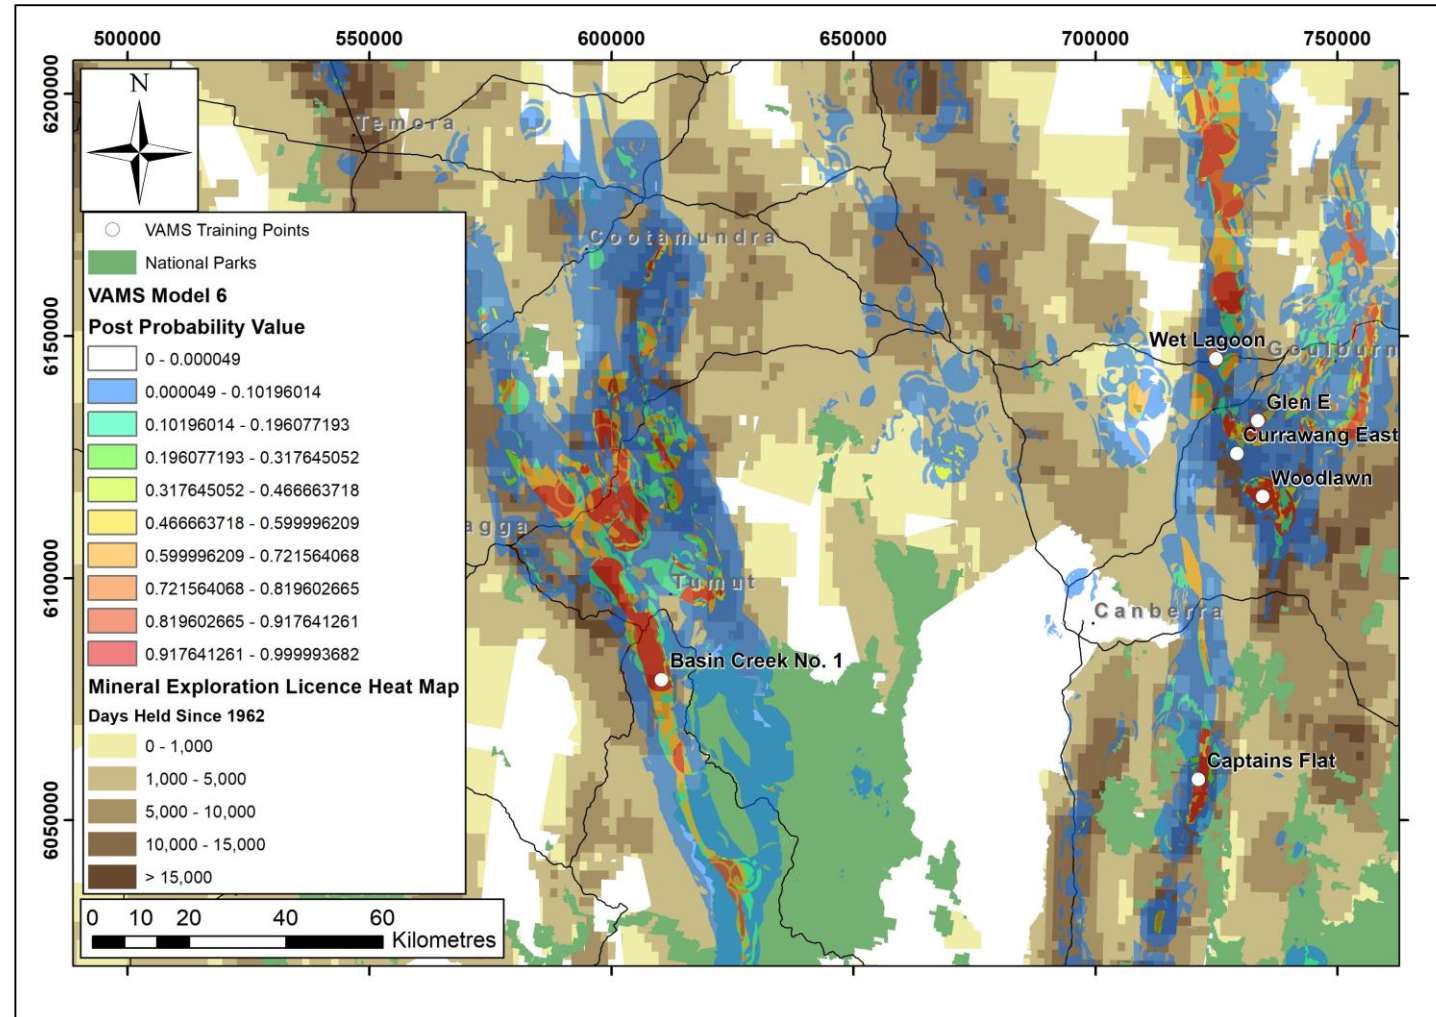 500000 550000 600000 650000 700000 750000
6200000
6150000
6100000
6050000
N
VAMS Training Points
National Parks
VAMS Model 6
Post Probability Value
0 - 0.000049
0.000049 - 0.10196014
0.10196014 - 0.196077193
0.196077193 - 0.317645052
0.317645052 - 0.466663718
0.466663718 - 0.599996209
0.599996209 - 0.721564068
0.721564068 - 0.819602665
0.819602665 - 0.917641261
0.917641261 - 0.999993682
Mineral Exploration Licence Heat Map
Days Held Since 1962
0 - 1,000
1,000 - 5,000
5,000 - 10,000
10,000 - 15,000
> 15,000
0 10 20 40 60
Kilometres
Temora
Cootamundra
Wet Lagoon
Goulburn
Glen E
Currawang East
Woodlawn
agga
Tumut
Canberra
Basin Creek No. 1
Captains Flat